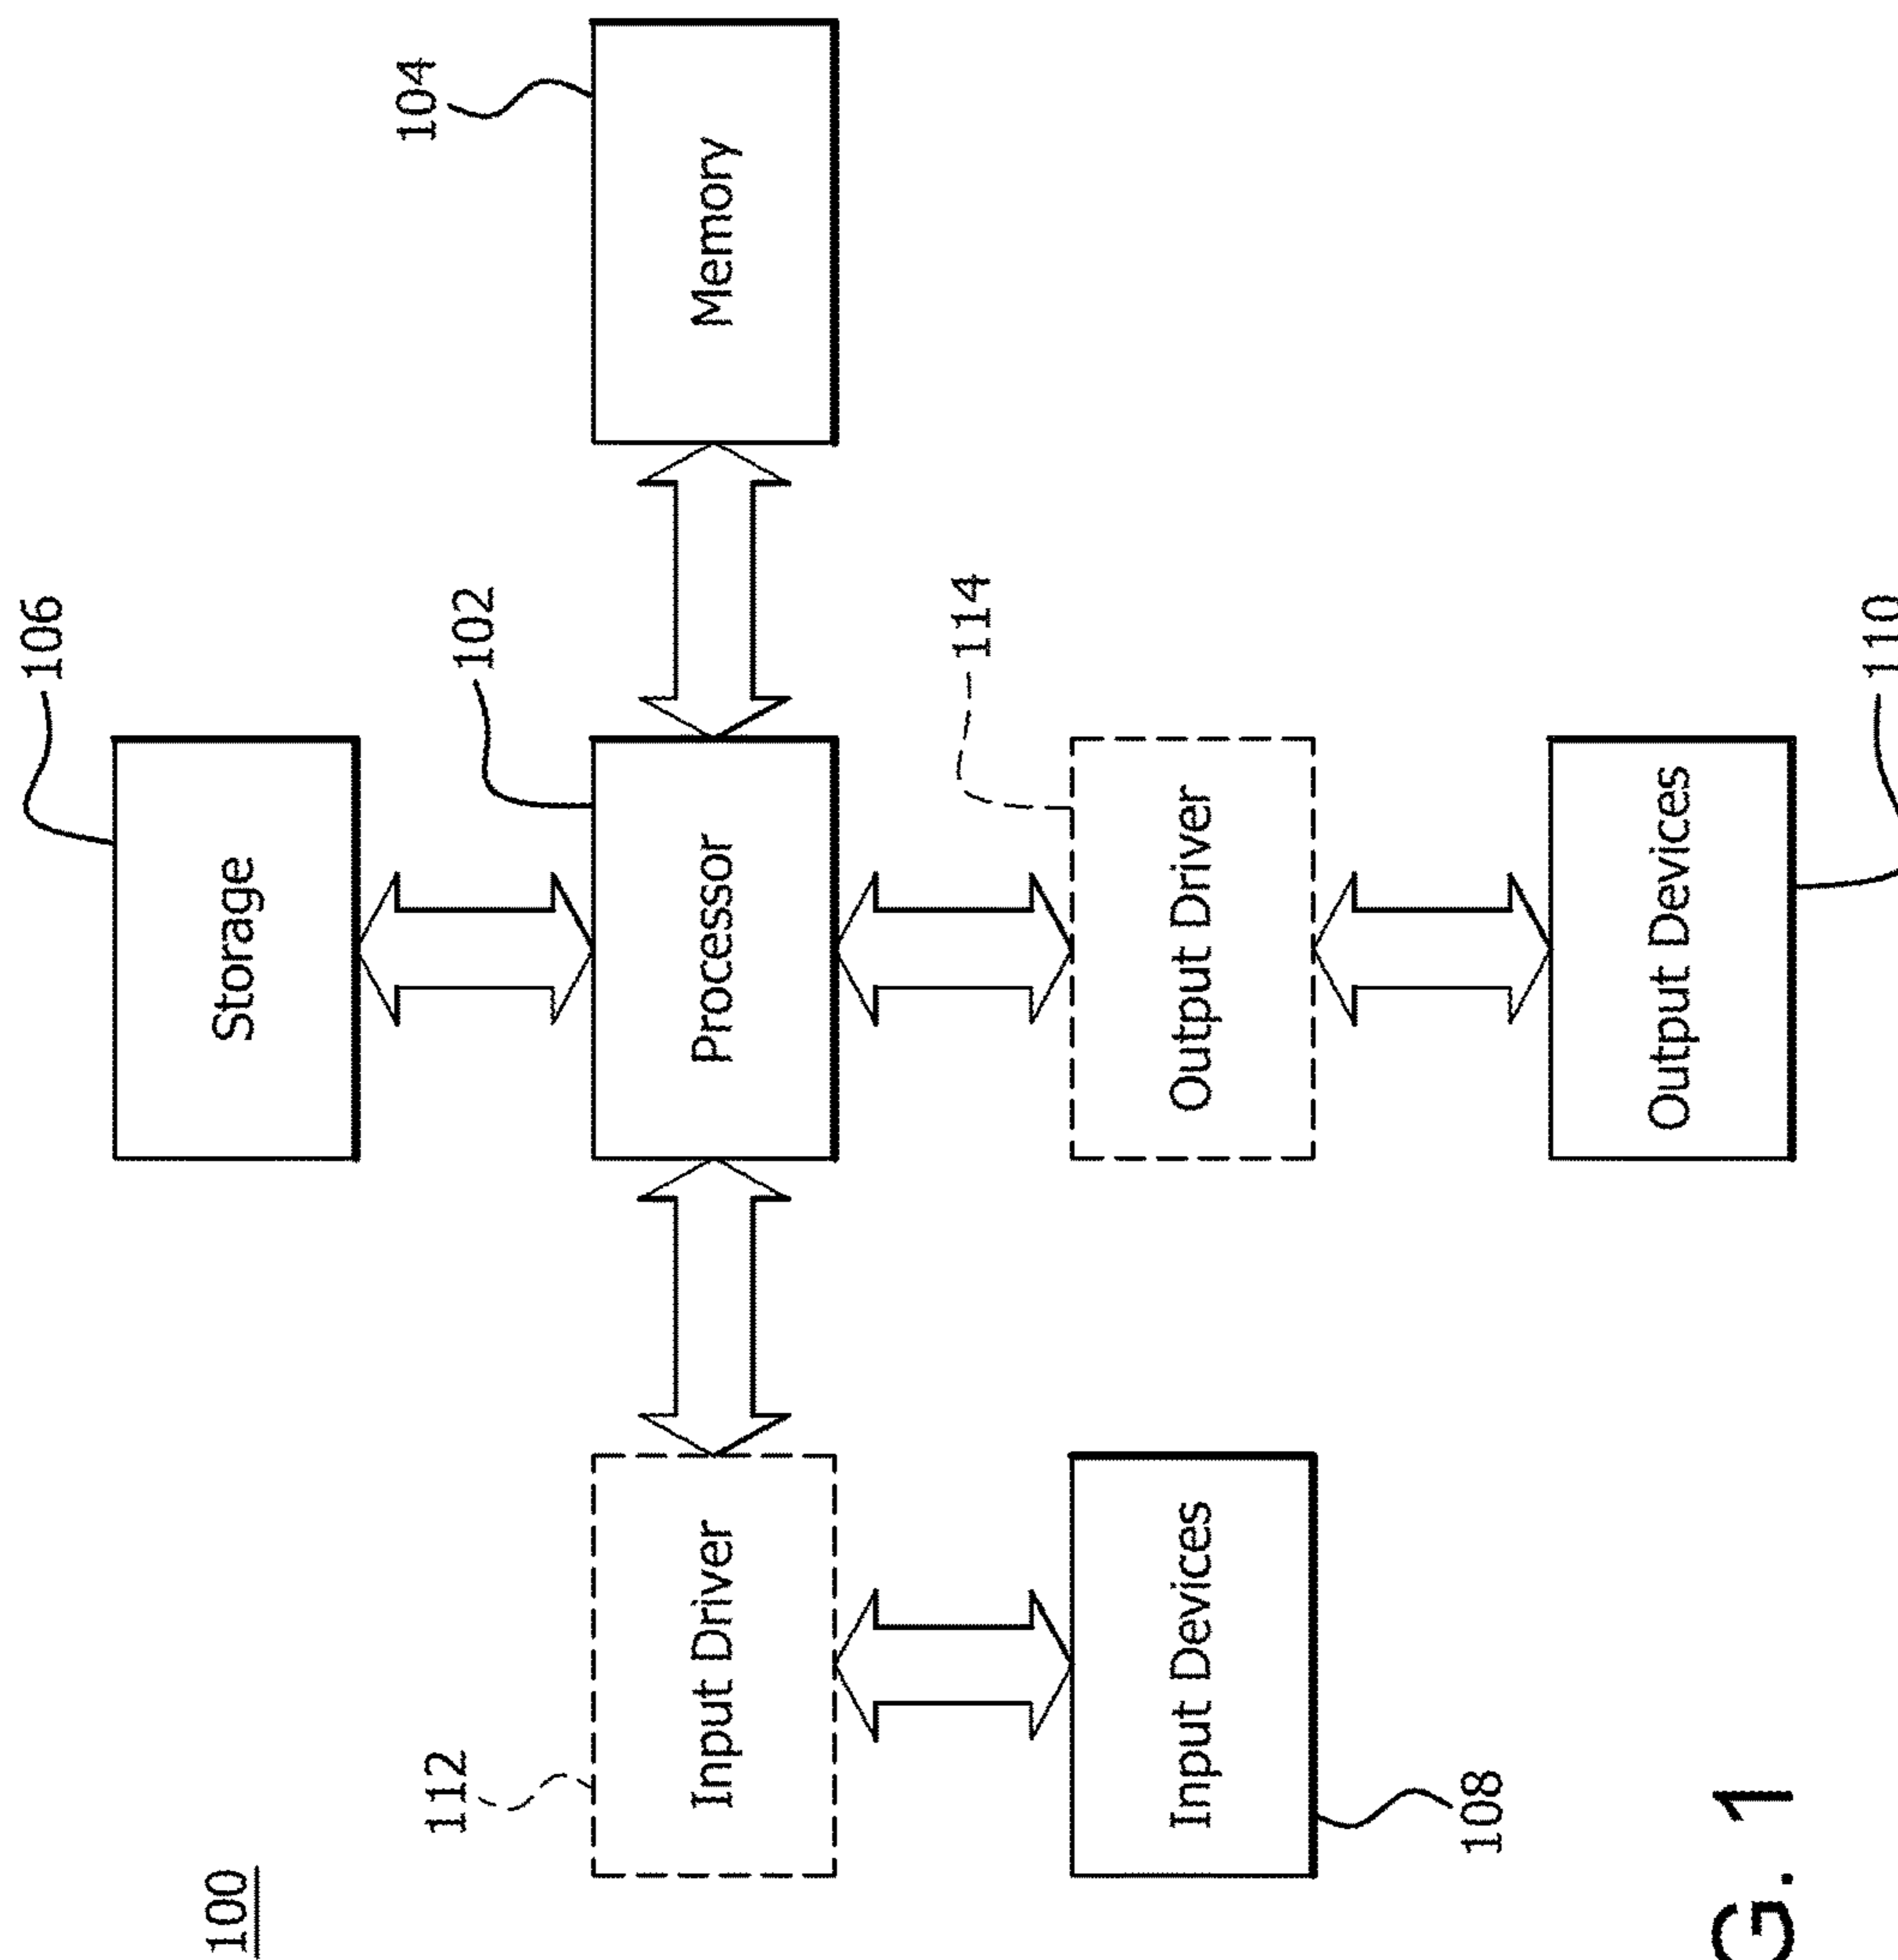 106
100
Storage
104
112
102
Input Driver
Processor
Memory
114
Input Devices
Output Driver
108
Output Devices
G. 1
110